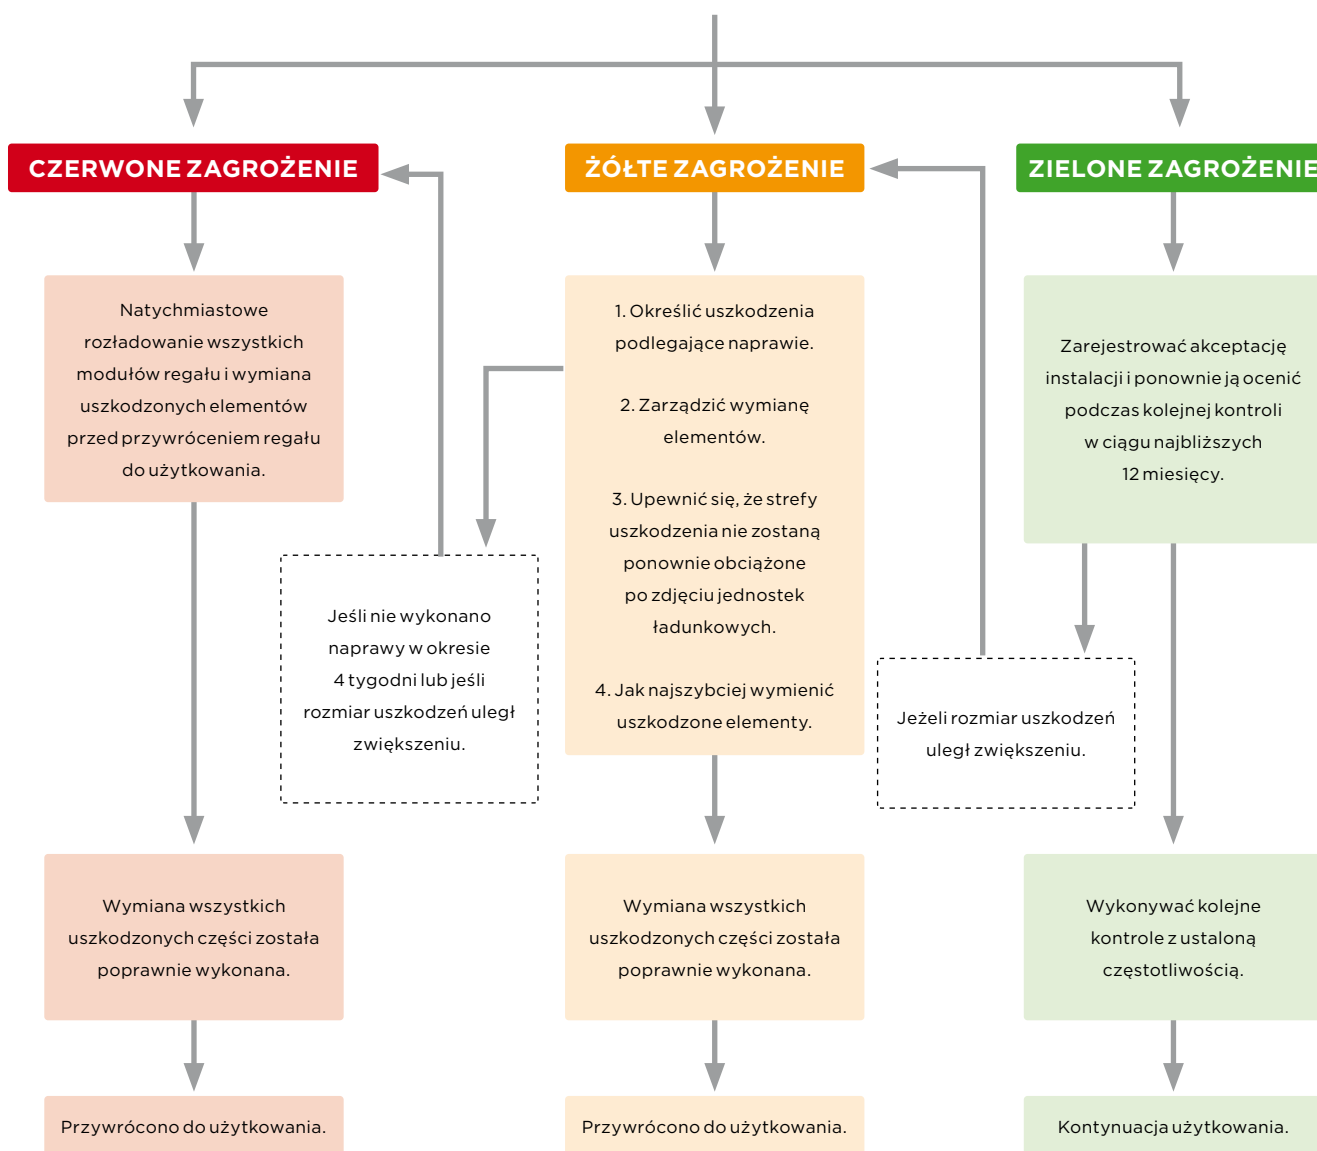 CZERWONE ZAGROŻENIE
Natychmiastowe
rozładowanie wszystkich
modułów regału i wymiana
uszkodzonych elementów
przed przywróceniem regału
do użytkowania.
Jeśli nie wykonano
naprawy w okresie
4 tygodni lub jeśli
rozmiar uszkodzeń uległ
zwiększeniu.
Wymiana wszystkich
uszkodzonych części została
poprawnie wykonana.
Przywrócono do użytkowania.
ŻÓŁTE ZAGROŻENIE
1. Określić uszkodzenia
podlegające naprawie.
2. Zarządzić wymianę
elementów.
3. Upewnić się, że strefy
uszkodzenia nie zostaną
ponownie obciążone
po zdjęciu jednostek
ładunkowych.
4. Jak najszybciej wymienić
uszkodzone elementy.
Wymiana wszystkich
uszkodzonych części została
poprawnie wykonana.
Przywrócono do użytkowania.
ZIELONE ZAGROŻENIE
Zarejestrować akceptację
instalacji i ponownie ją ocenić
podczas kolejnej kontroli
w ciągu najbliższych
12 miesięcy.
Jeżeli rozmiar uszkodzeń
uległ zwiększeniu.
Wykonywać kolejne
kontrole z ustaloną
częstotliwością.
Kontynuacja użytkowania.